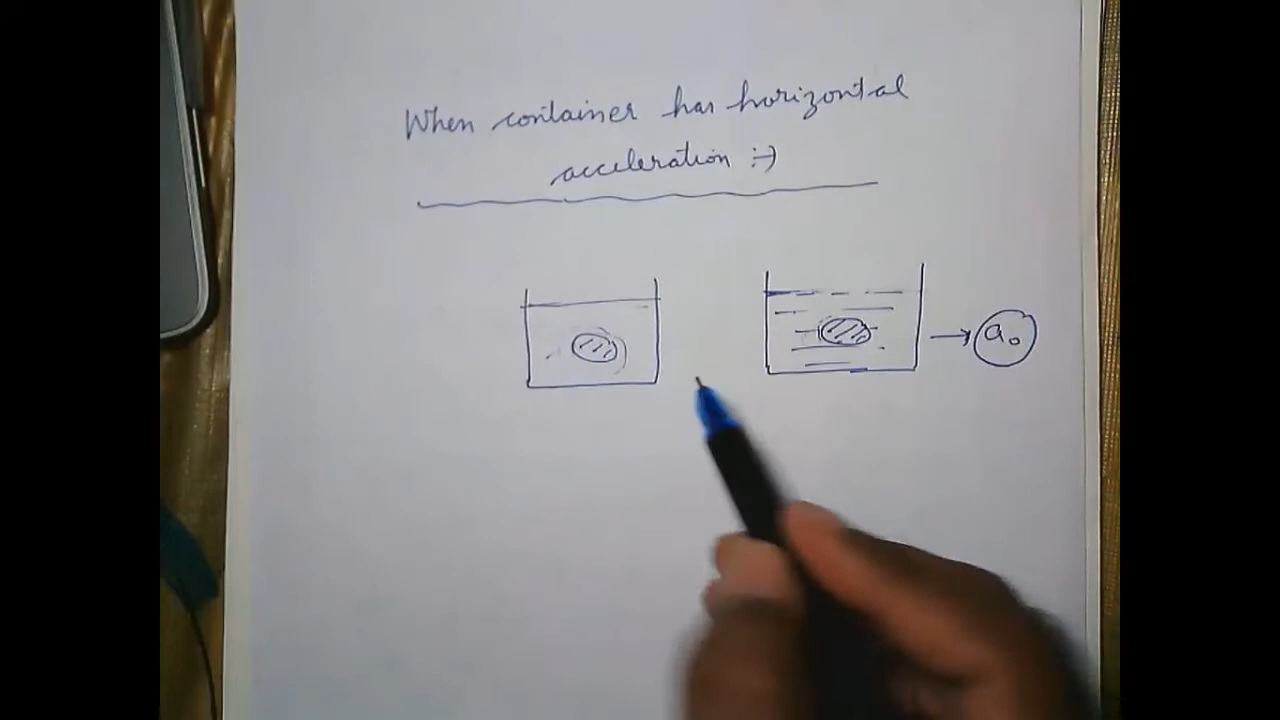 When container has horizontal
acceleration :-)
a₀